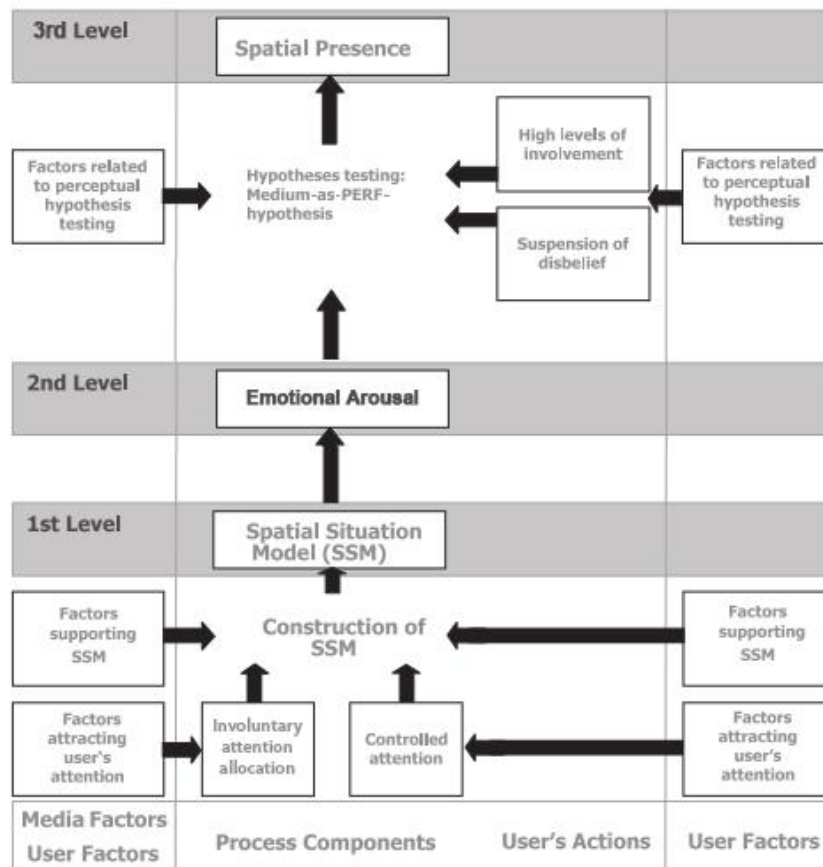 3rd Level
Spatial Presence
High levels of
involvement
Factors related
to perceptual
hypothesis
testing
Hypotheses testing:
Medium-as-PERF-
hypothesis
Factors related
to perceptual
hypothesis
testing
Suspension of
disbelief
2nd Level
Emotional Arousal
1st Level
Spatial Situation
Model (SSM)
Factors
supporting
SSM
Construction of
SSM
Factors
supporting
SSM
Factors
attracting
user's
attention
Involuntary
attention
allocation
Controlled
attention
Factors
attracting
user's
attention
Media Factors
User Factors
Process Components
User's Actions
User Factors